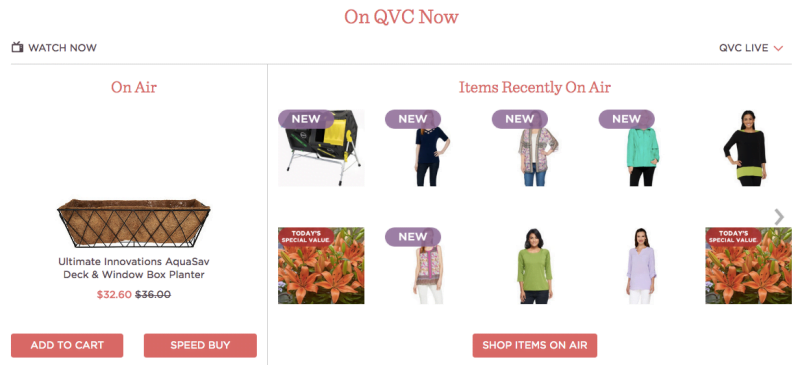 On QVC Now
WATCH NOW
QVC LIVE
On Air
Ultimate Innovations AquaSav
Deck & Window Box Planter
$32.60 $36.00
ADD TO CART
SPEED BUY
Items Recently On Air
NEW
NEW
NEW
NEW
TODAY'S
SPECIAL VALUE.
NEW
TODAY'S
SPECIAL VALUE.
SHOP ITEMS ON AIR